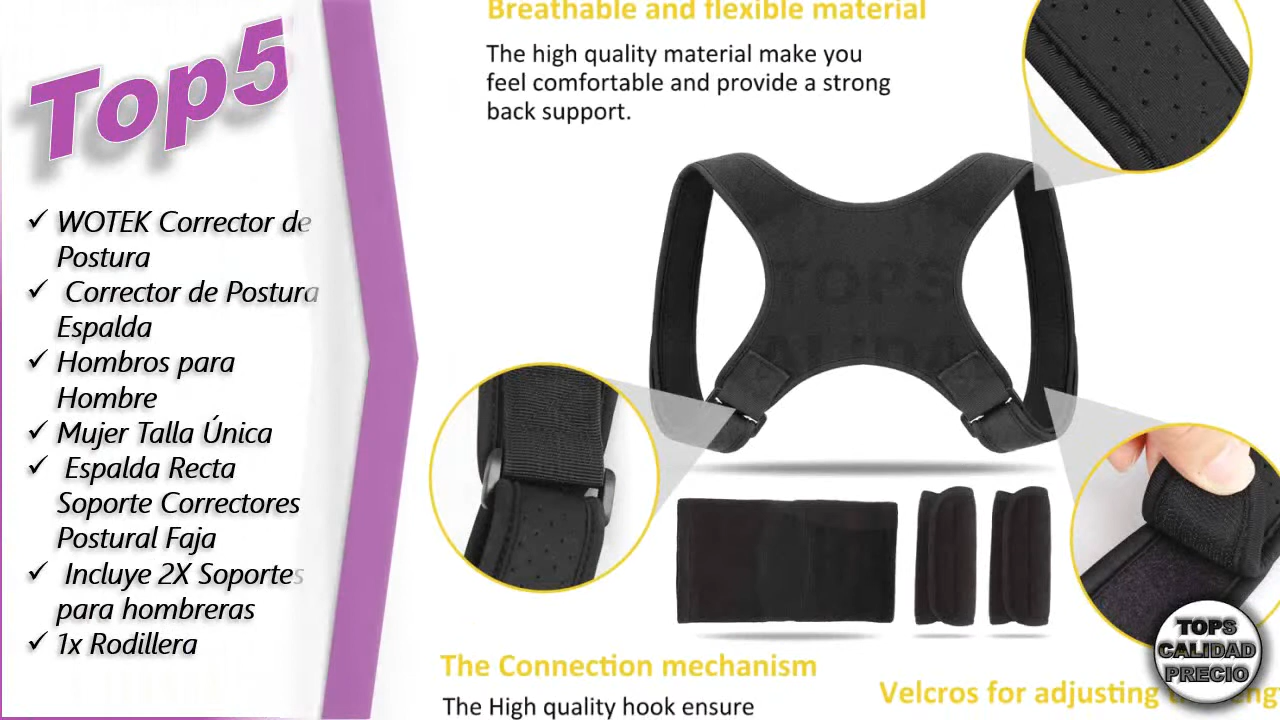 Top5
✓ WOTEK Corrector de
Postura
✓ Corrector de Postura
Espalda
✓ Hombros para
Hombre
✓ Mujer Talla Única
✓ Espalda Recta
Soporte Correctores
Postural Faja
✓ Incluye 2X Soportes
para hombreras
✓ 1x Rodillera
Breathable and flexible material
The high quality material make you
feel comfortable and provide a strong
back support.
TOPS
CALIDAD
The Connection mechanism
The High quality hook ensure
Velcros for adjusting
TOPS
CALIDAD
PRECIO